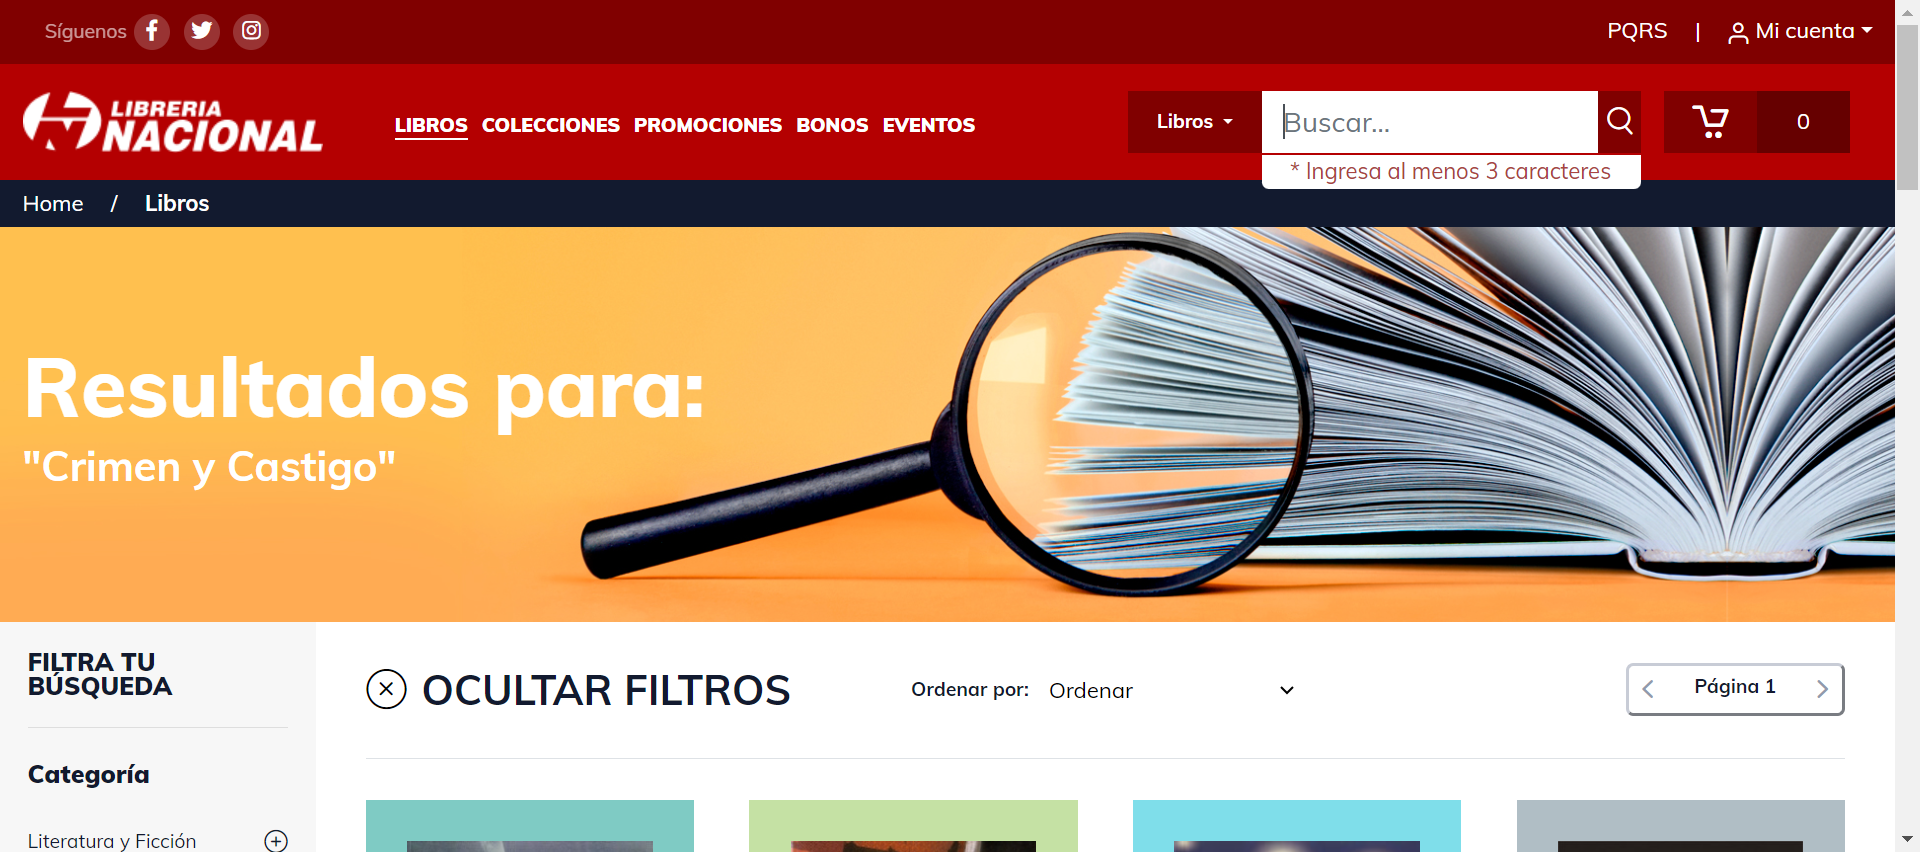 Síguenos
PQRS | Mi cuenta
LIBRERIA
NACIONAL
LIBROS COLECCIONES PROMOCIONES BONOS EVENTOS
Libros
Buscar...
0
* Ingresa al menos 3 caracteres
Home / Libros
Resultados para:
"Crimen y Castigo"
FILTRA TU
BÚSQUEDA
OCULTAR FILTROS
Ordenar por: Ordenar
Página 1
Categoría
Literatura y Ficción